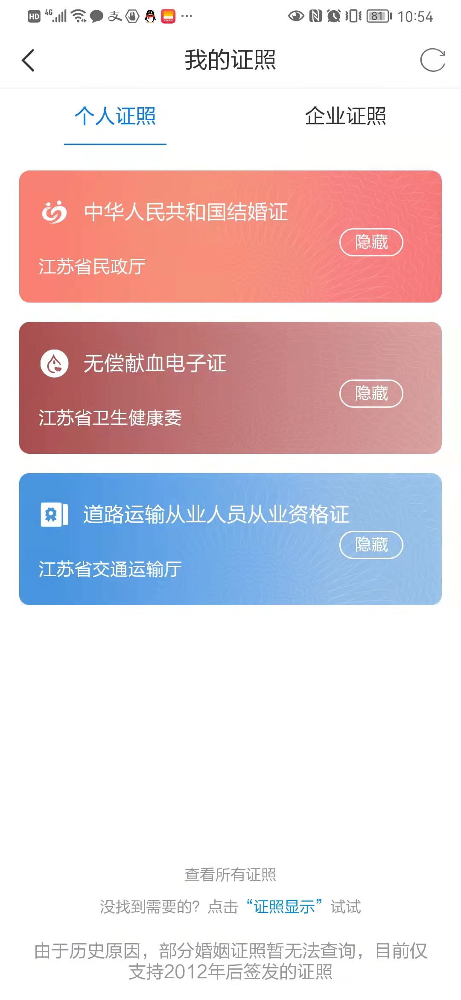 HD 4G 支 HUAWEI ··· 81 10:54
我的证照
个人证照 企业证照
中华人民共和国结婚证
隐藏
江苏省民政厅
无偿献血电子证
隐藏
江苏省卫生健康委
道路运输从业人员从业资格证
隐藏
江苏省交通运输厅
查看所有证照
没找到需要的？点击“证照显示”试试
由于历史原因，部分婚姻证照暂无法查询，目前仅
支持2012年后签发的证照